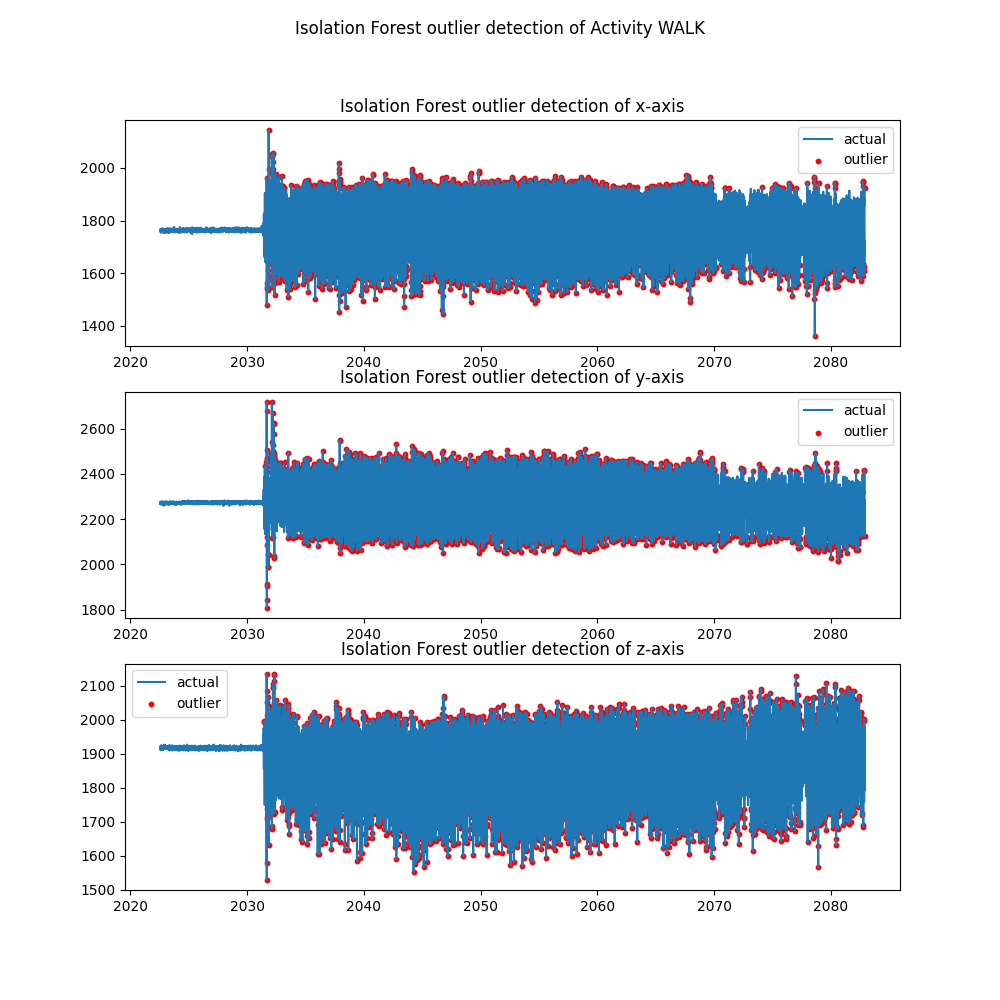 Isolation Forest outlier detection of Activity WALK
Isolation Forest outlier detection of x-axis
actual
outlier
2000
1800
1600
1400
2020 2030 2040 2050 2060 2070 2080
Isolation Forest outlier detection of y-axis
actual
outlier
2600
2400
2200
2000
1800
2020 2030 2040 2050 2060 2070 2080
Isolation Forest outlier detection of z-axis
actual
outlier
2100
2000
1900
1800
1700
1600
1500
2020 2030 2040 2050 2060 2070 2080